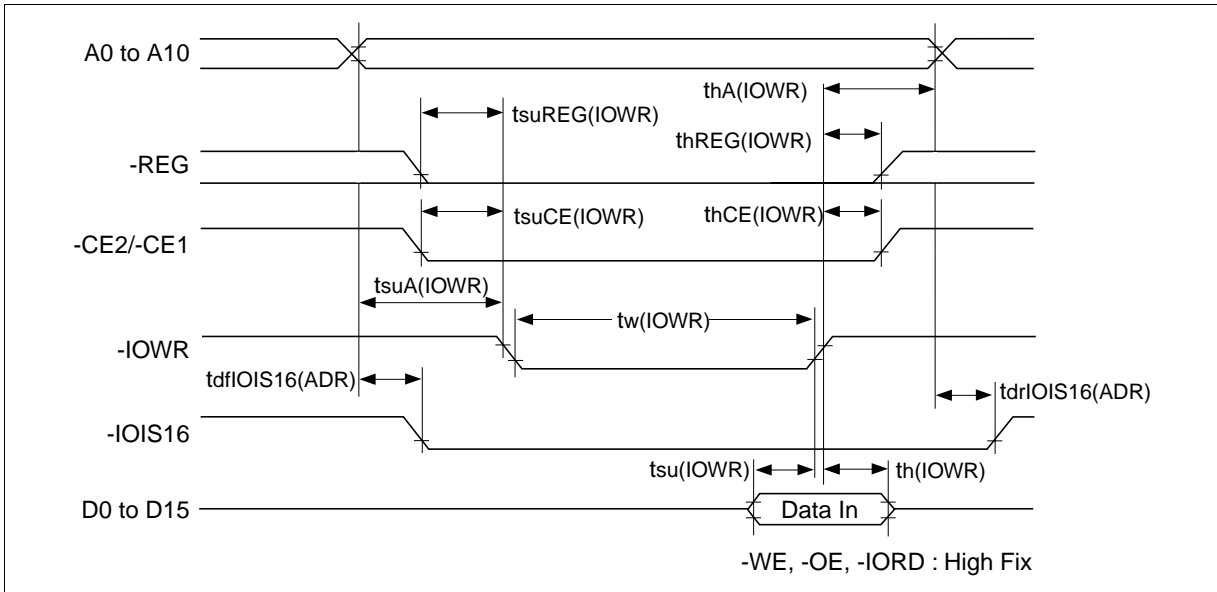 A0 to A10
thA(IOWR)
tsuREG(IOWR)
thREG(IOWR)
-REG
tsuCE(IOWR)
thCE(IOWR)
-CE2/-CE1
tsuA(IOWR)
tw(IOWR)
-IOWR
tdfIOIS16(ADR)
tdrIOIS16(ADR)
-IOIS16
tsu(IOWR)
th(IOWR)
D0 to D15
Data In
-WE, -OE, -IORD : High Fix